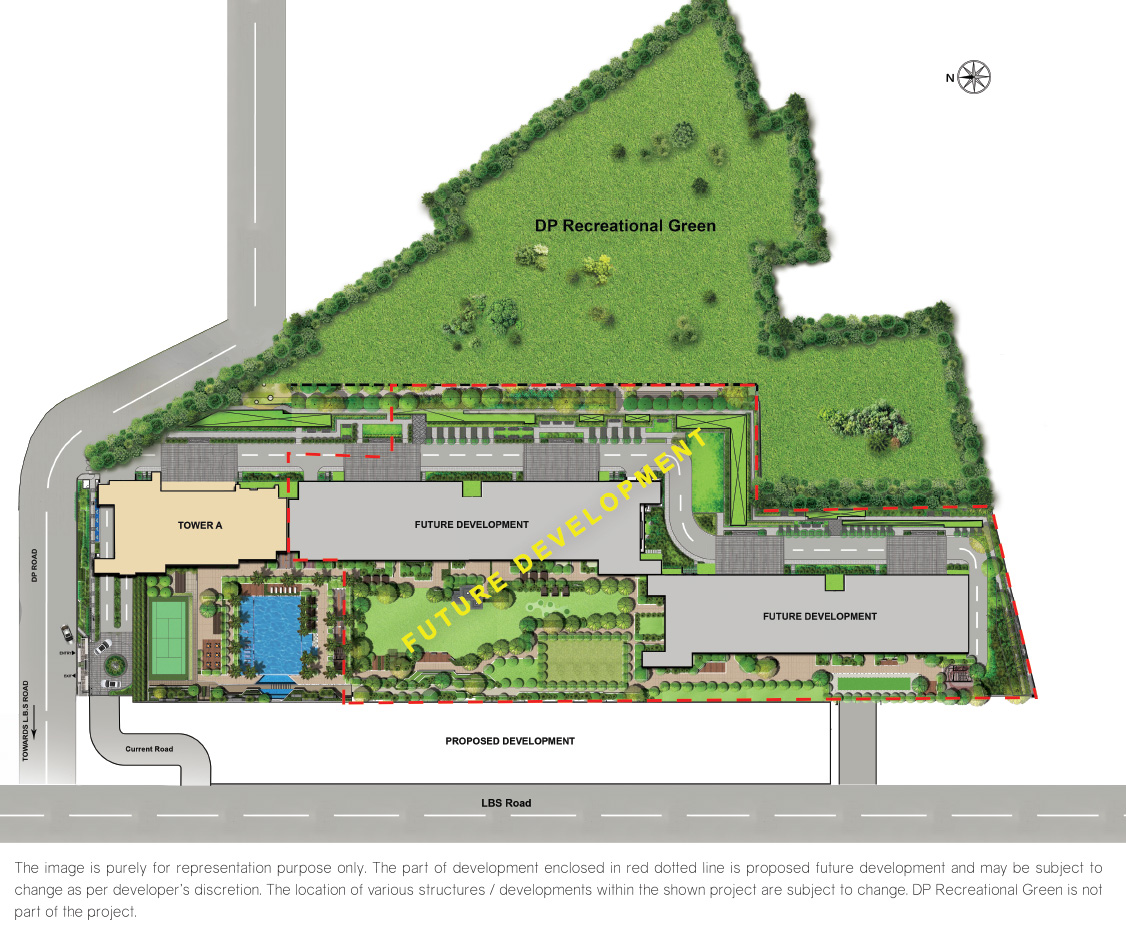 N
DP Recreational Green
FUTURE DEVELOPMENT
TOWER A
FUTURE DEVELOPMENT
FUTURE DEVELOPMENT
DP ROAD
ENTRY
EXIT
TOWARDS L.B.S ROAD
Current Road
PROPOSED DEVELOPMENT
LBS Road
The image is purely for representation purpose only. The part of development enclosed in red dotted line is proposed future development and may be subject to
change as per developer's discretion. The location of various structures / developments within the shown project are subject to change. DP Recreational Green is not
part of the project.